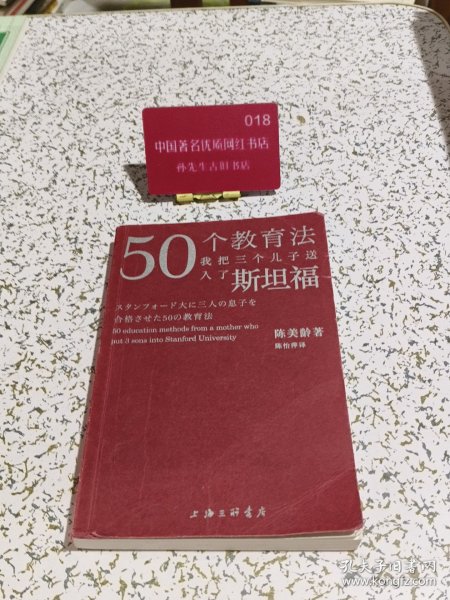 018
中国著名优质网红书店
孙先生古旧书店
50个教育法
我把三个儿子送
入了斯坦福
スタンフォード大に三人の息子を
合格させた50の教育法
50 education methods from a mother who
put 3 sons into Stanford University
陈美龄著
陈怡萍译
上海三联书店
孔夫子旧书网
www.kongfz.com